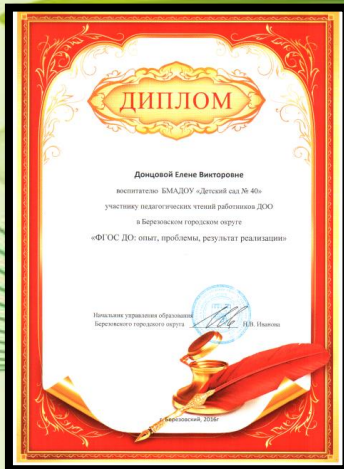 ДИПЛОМ
Донцовой Елене Викторовне
воспитателю БМАДОУ «Детский сад № 40»
участнику педагогических чтений работников ДОО
в Березовском городском округе
«ФГОС ДО: опыт, проблемы, результат реализации»
Начальник управления образования
Березовского городского округа Н.В. Иванова
г. Березовский, 2016г